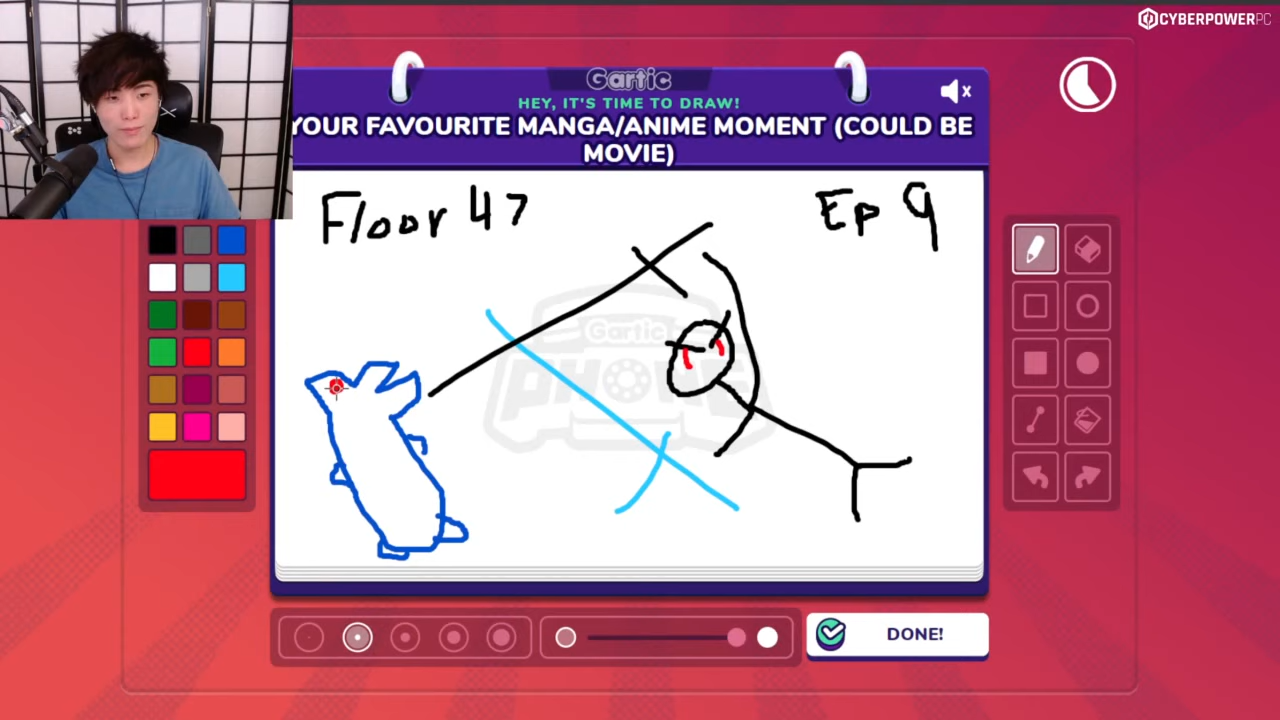 CYBERPOWERPC
Gartic
HEY, IT'S TIME TO DRAW!
YOUR FAVOURITE MANGA/ANIME MOMENT (COULD BE
MOVIE)
Floor 47
Ep 9
Gartic
PHONE
DONE!